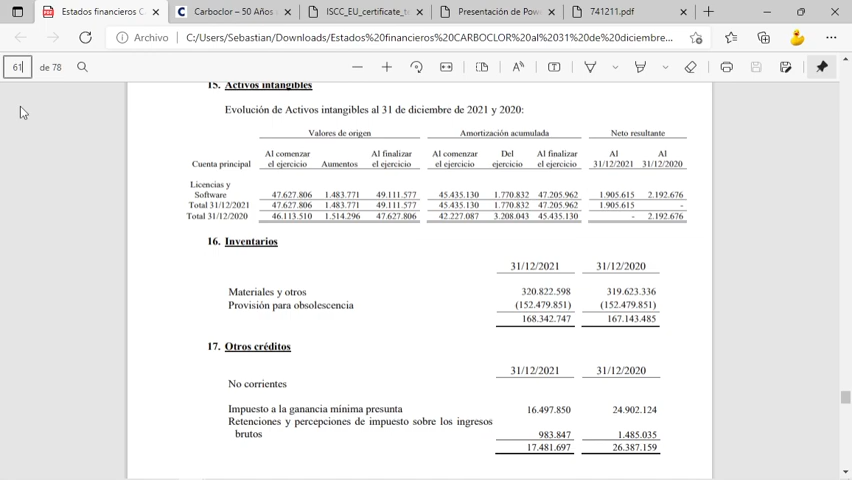 Estados financieros C
Carboclor – 50 Años
ISCC_EU_certificate_t
Presentación de Pow
741211.pdf
Archivo
C:/Users/Sebastian/Downloads/Estados%20financieros%20CARBOCLOR%20al%2031%20de%20diciembre...
61
de 78
15. Activos intangibles
Evolución de Activos intangibles al 31 de diciembre de 2021 y 2020:
Valores de origen Amortización acumulada Neto resultante
Al comenzar Al finalizar Al comenzar Del Al finalizar Al Al
Cuenta principal el ejercicio Aumentos el ejercicio el ejercicio ejercicio el ejercicio 31/12/2021 31/12/2020
Licencias y
Software 47.627.806 1.483.771 49.111.577 45.435.130 1.770.832 47.205.962 1.905.615 2.192.676
Total 31/12/2021 47.627.806 1.483.771 49.111.577 45.435.130 1.770.832 47.205.962 1.905.615 -
Total 31/12/2020 46.113.510 1.514.296 47.627.806 42.227.087 3.208.043 45.435.130 - 2.192.676
16. Inventarios
31/12/2021 31/12/2020
Materiales y otros 320.822.598 319.623.336
Provisión para obsolescencia (152.479.851) (152.479.851)
168.342.747 167.143.485
17. Otros créditos
31/12/2021 31/12/2020
No corrientes
Impuesto a la ganancia mínima presunta 16.497.850 24.902.124
Retenciones y percepciones de impuesto sobre los ingresos
brutos 983.847 1.485.035
17.481.697 26.387.159